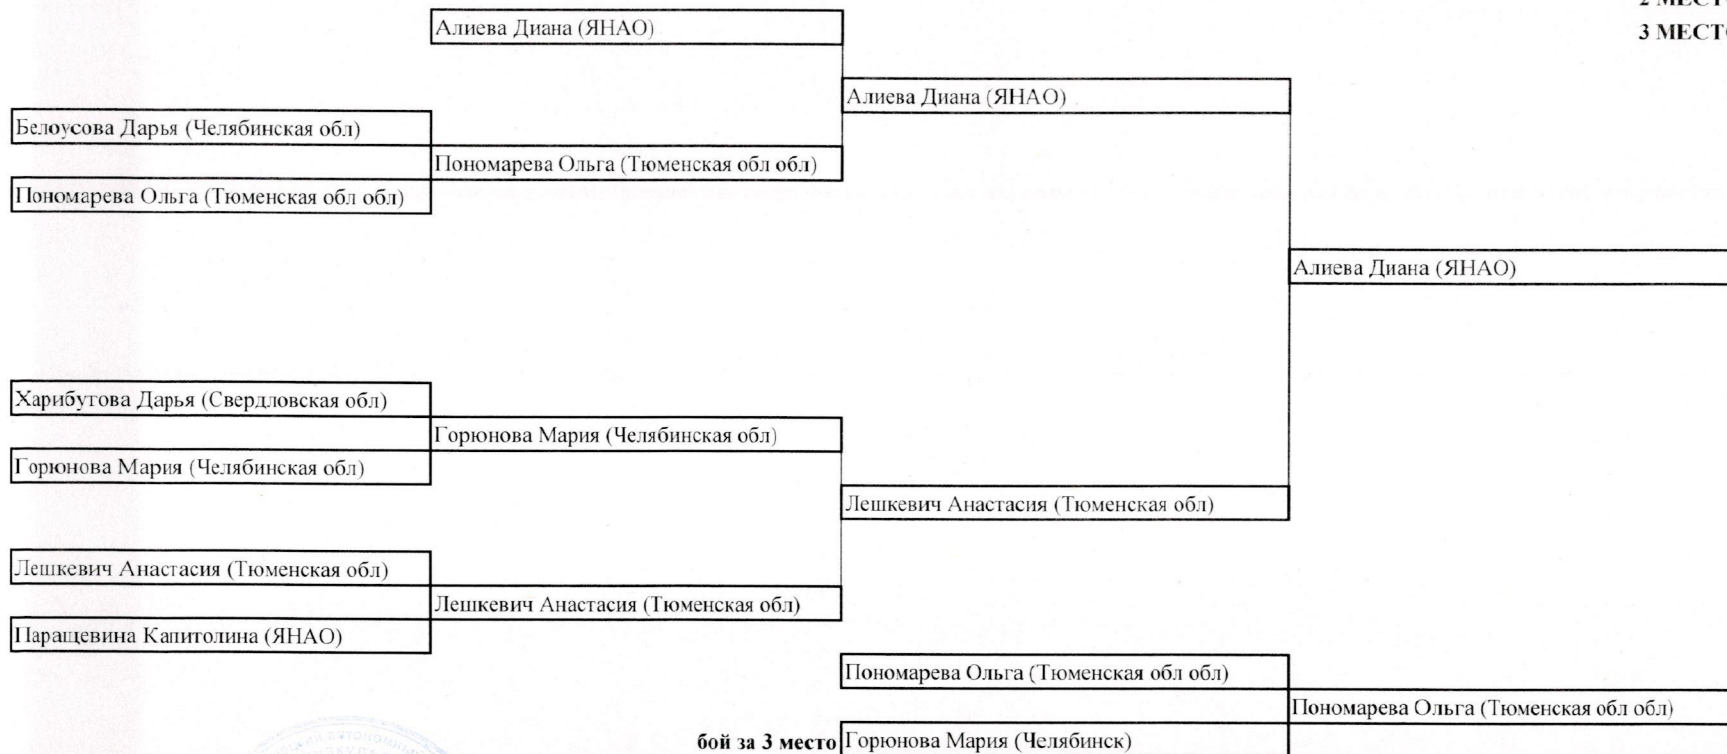 2 МЕСТО
3 МЕСТО
Алиева Диана (ЯНАО)
Алиева Диана (ЯНАО)
Белоусова Дарья (Челябинская обл)
Пономарева Ольга (Тюменская обл обл)
Пономарева Ольга (Тюменская обл обл)
Алиева Диана (ЯНАО)
Харибутова Дарья (Свердловская обл)
Горюнова Мария (Челябинская обл)
Горюнова Мария (Челябинская обл)
Лешкевич Анастасия (Тюменская обл)
Лешкевич Анастасия (Тюменская обл)
Лешкевич Анастасия (Тюменская обл)
Паращевина Капитолина (ЯНАО)
Пономарева Ольга (Тюменская обл обл)
Пономарева Ольга (Тюменская обл обл)
бой за 3 место Горюнова Мария (Челябинск)